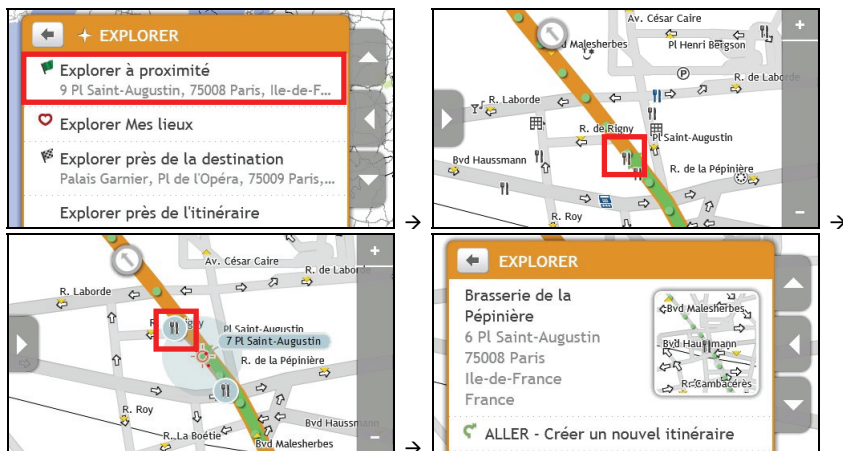 EXPLORER
Explorer à proximité
9 Pl Saint-Augustin, 75008 Paris, Ile-de-F...
Explorer Mes lieux
Explorer près de la destination
Palais Garnier, Pl de l'Opéra, 75009 Paris,...
Explorer près de l'itinéraire
→
Av. César Caire
d Malesherbes
Pl Henri Bergson
P
R. de Laborde
R. Laborde
R. de Rigny
Pl Saint-Augustin
Bvd Haussmann
R. de la Pépinière
R. Roy
+
-
→
Av. César Caire
R. de Laborde
R. Laborde
Pl Saint-Augustin
7 Pl Saint-Augustin
R. de la Pépinière
R. Roy
Bvd Haussmann
R. La Boétie
Bvd Malesherbes
+
-
→
EXPLORER
Brasserie de la
Pépinière
6 Pl Saint-Augustin
75008 Paris
Ile-de-France
France
Bvd Malesherbes
Bvd Haussmann
R. Cambacérès
ALLER - Créer un nouvel itinéraire